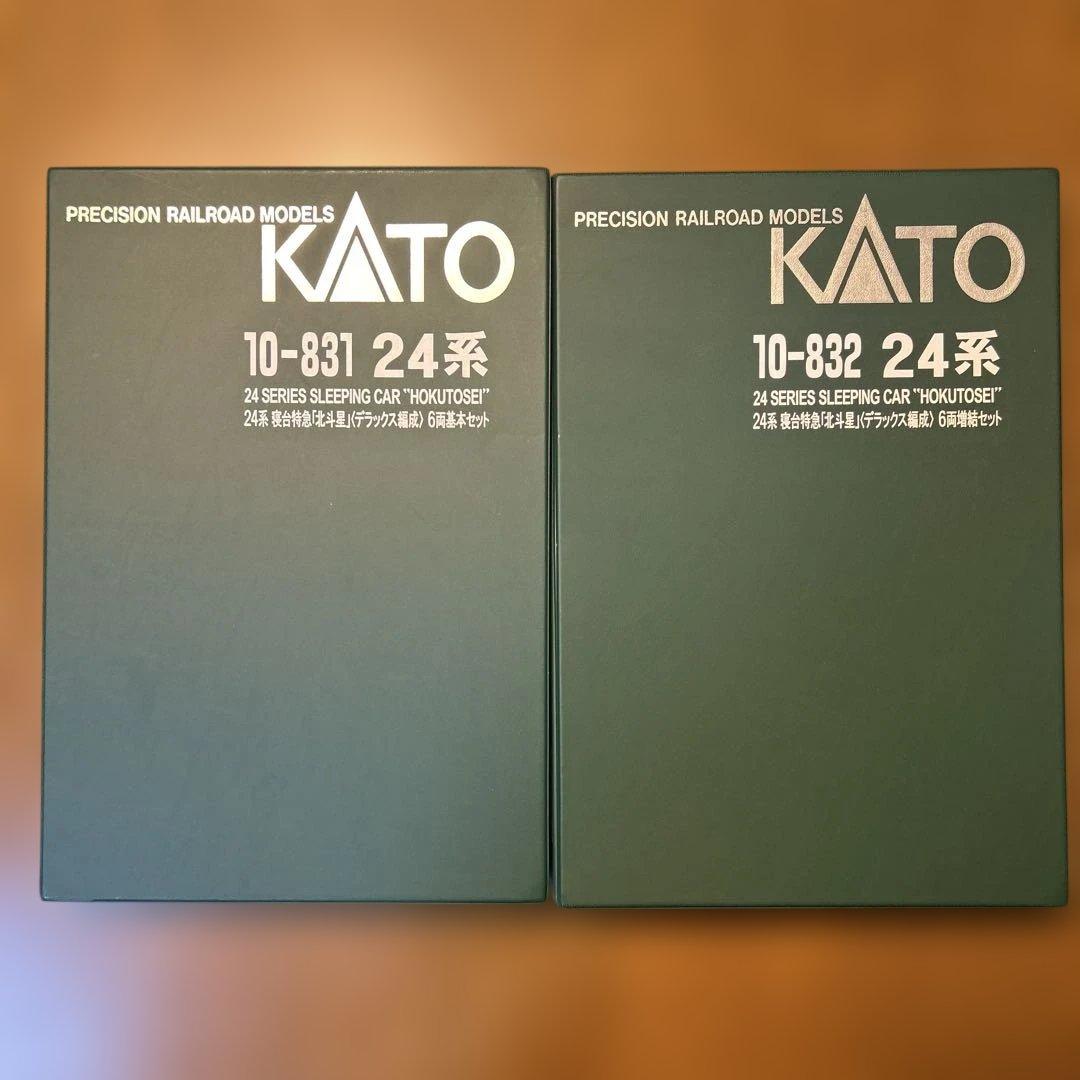 PRECISION RAILROAD MODELS
KATO
10-831 24系
24 SERIES SLEEPING CAR "HOKUTOSEI"
24系 寝台特急「北斗星」〈デラックス編成〉 6両基本セット
PRECISION RAILROAD MODELS
KATO
10-832 24系
24 SERIES SLEEPING CAR "HOKUTOSEI"
24系 寝台特急「北斗星」〈デラックス編成〉 6両増結セット